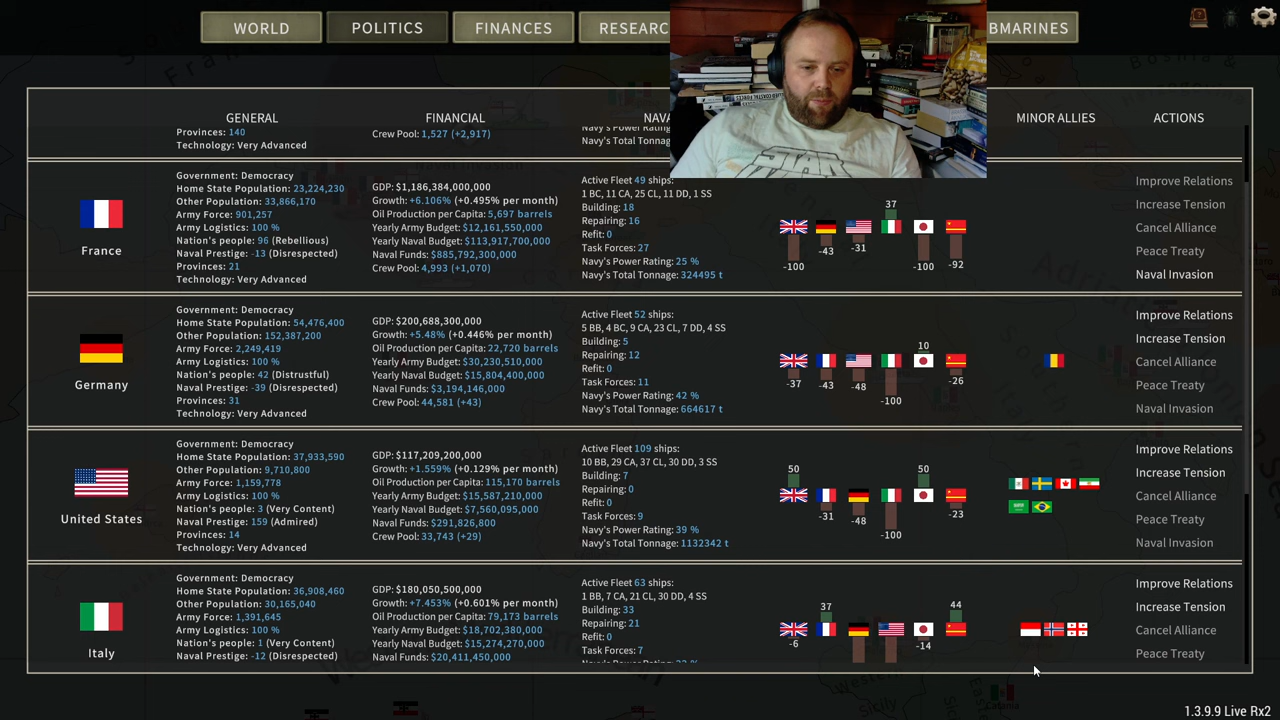 WORLD
POLITICS
FINANCES
RESEARC
BMARINES
GENERAL
FINANCIAL
NAVA
MINOR ALLIES
ACTIONS
Provinces: 140
Technology: Very Advanced
Crew Pool: 1,527 (+2,917)
Navy's Total Tonnag
France
Government: Democracy
Home State Population: 23,224,230
Other Population: 33,866,170
Army Force: 901,257
Army Logistics: 100 %
Nation's people: 96 (Rebellious)
Naval Prestige: -13 (Disrespected)
Provinces: 21
Technology: Very Advanced
GDP: $1,186,384,000,000
Growth: +6.106% (+0.495% per month)
Oil Production per Capita: 5,697 barrels
Yearly Army Budget: $12,161,550,000
Yearly Naval Budget: $113,917,700,000
Naval Funds: $885,792,300,000
Crew Pool: 4,993 (+1,070)
Active Fleet 49 ships:
1 BC, 11 CA, 25 CL, 11 DD, 1 SS
Building: 18
Repairing: 16
Refit: 0
Task Forces: 27
Navy's Power Rating: 25 %
Navy's Total Tonnage: 324495 t
-100
-43
-31
37
-100
-92
Improve Relations
Increase Tension
Cancel Alliance
Peace Treaty
Naval Invasion
Germany
Government: Democracy
Home State Population: 54,476,400
Other Population: 152,387,200
Army Force: 2,249,419
Army Logistics: 100 %
Nation's people: 42 (Distrustful)
Naval Prestige: -39 (Disrespected)
Provinces: 31
Technology: Very Advanced
GDP: $200,688,300,000
Growth: +5.48% (+0.446% per month)
Oil Production per Capita: 22,720 barrels
Yearly Army Budget: $30,230,510,000
Yearly Naval Budget: $15,804,400,000
Naval Funds: $3,194,146,000
Crew Pool: 44,581 (+43)
Active Fleet 52 ships:
5 BB, 4 BC, 9 CA, 23 CL, 7 DD, 4 SS
Building: 5
Repairing: 12
Refit: 0
Task Forces: 11
Navy's Power Rating: 42 %
Navy's Total Tonnage: 664617 t
-37
-43
-48
-100
10
-26
Improve Relations
Increase Tension
Cancel Alliance
Peace Treaty
Naval Invasion
United States
Government: Democracy
Home State Population: 37,933,590
Other Population: 9,710,800
Army Force: 1,159,778
Army Logistics: 100 %
Nation's people: 3 (Very Content)
Naval Prestige: 159 (Admired)
Provinces: 14
Technology: Very Advanced
GDP: $117,209,200,000
Growth: +1.559% (+0.129% per month)
Oil Production per Capita: 115,170 barrels
Yearly Army Budget: $15,587,210,000
Yearly Naval Budget: $7,560,095,000
Naval Funds: $291,826,800
Crew Pool: 33,743 (+29)
Active Fleet 109 ships:
10 BB, 29 CA, 37 CL, 30 DD, 3 SS
Building: 7
Repairing: 0
Refit: 0
Task Forces: 9
Navy's Power Rating: 39 %
Navy's Total Tonnage: 1132342 t
50
-31
-48
-100
50
-23
Improve Relations
Increase Tension
Cancel Alliance
Peace Treaty
Naval Invasion
Italy
Government: Democracy
Home State Population: 36,908,460
Other Population: 30,165,040
Army Force: 1,391,645
Army Logistics: 100 %
Nation's people: 1 (Very Content)
Naval Prestige: -12 (Disrespected)
GDP: $180,050,500,000
Growth: +7.453% (+0.601% per month)
Oil Production per Capita: 79,173 barrels
Yearly Army Budget: $18,702,380,000
Yearly Naval Budget: $15,274,270,000
Naval Funds: $20,411,450,000
Active Fleet 63 ships:
1 BB, 7 CA, 21 CL, 30 DD, 4 SS
Building: 33
Repairing: 21
Refit: 0
Task Forces: 7
-6
37
-14
44
Improve Relations
Increase Tension
Cancel Alliance
Peace Treaty
1.3.9.9 Live Rx2